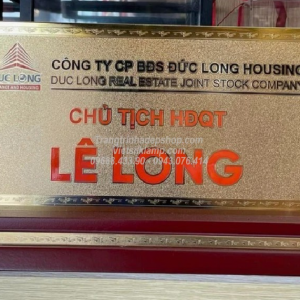 ĐỨC LONG
CÔNG TY CP BĐS ĐỨC LONG HOUSING
DUC LONG REAL ESTATE JOINT STOCK COMPANY
CHỦ TỊCH HĐQT
LÊ LONG